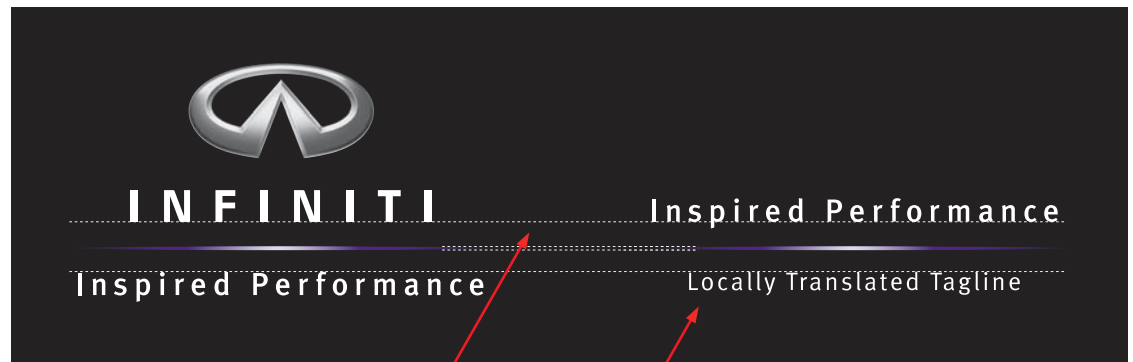 INFINITI
Inspired Performance
Inspired Performance
Locally Translated Tagline